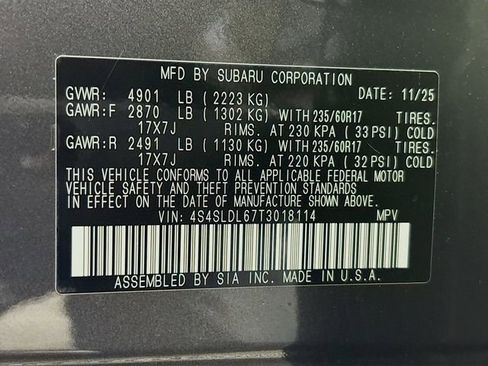 MFD BY SUBARU CORPORATION
GVWR: 4901 LB ( 2223 KG) DATE: 11/25
GAWR:F 2870 LB ( 1302 KG) WITH 235/60R17 TIRES.
17X7J RIMS. AT 230 KPA ( 33 PSI) COLD
GAWR:R 2491 LB ( 1130 KG) WITH 235/60R17 TIRES.
17X7J RIMS. AT 220 KPA ( 32 PSI) COLD
THIS VEHICLE CONFORMS TO ALL APPLICABLE FEDERAL MOTOR
VEHICLE SAFETY AND THEFT PREVENTION STANDARDS IN
EFFECT ON THE DATE OF MANUFACTURE SHOWN ABOVE.
VIN: 4S4SLDL67T3018114 MPV
ASSEMBLED BY SIA INC. MADE IN U.S.A.